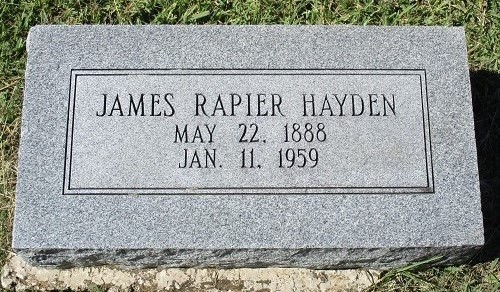 JAMES RAPIER HAYDEN
MAY 22, 1888
JAN. 11, 1959